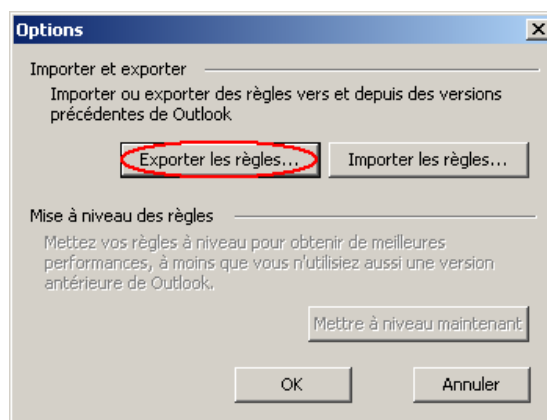 Options
Importer et exporter
Importer ou exporter des règles vers et depuis des versions
précédentes de Outlook
Exporter les règles... Importer les règles...
Mise à niveau des règles
Mettez vos règles à niveau pour obtenir de meilleures
performances, à moins que vous n'utilisiez aussi une version
antérieure de Outlook.
Mettre à niveau maintenant
OK Annuler